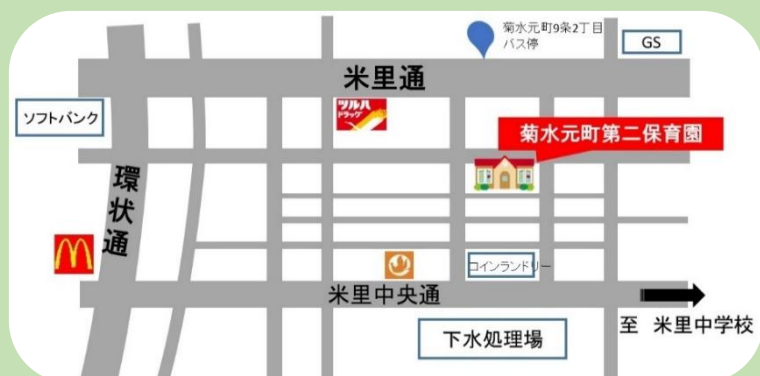 菊水元町9条2丁目
バス停
GS
米里通
ソフトバンク
ツルハ
ドラッグ
菊水元町第二保育園
環状通
コインランドリー
米里中央通
下水処理場
至 米里中学校